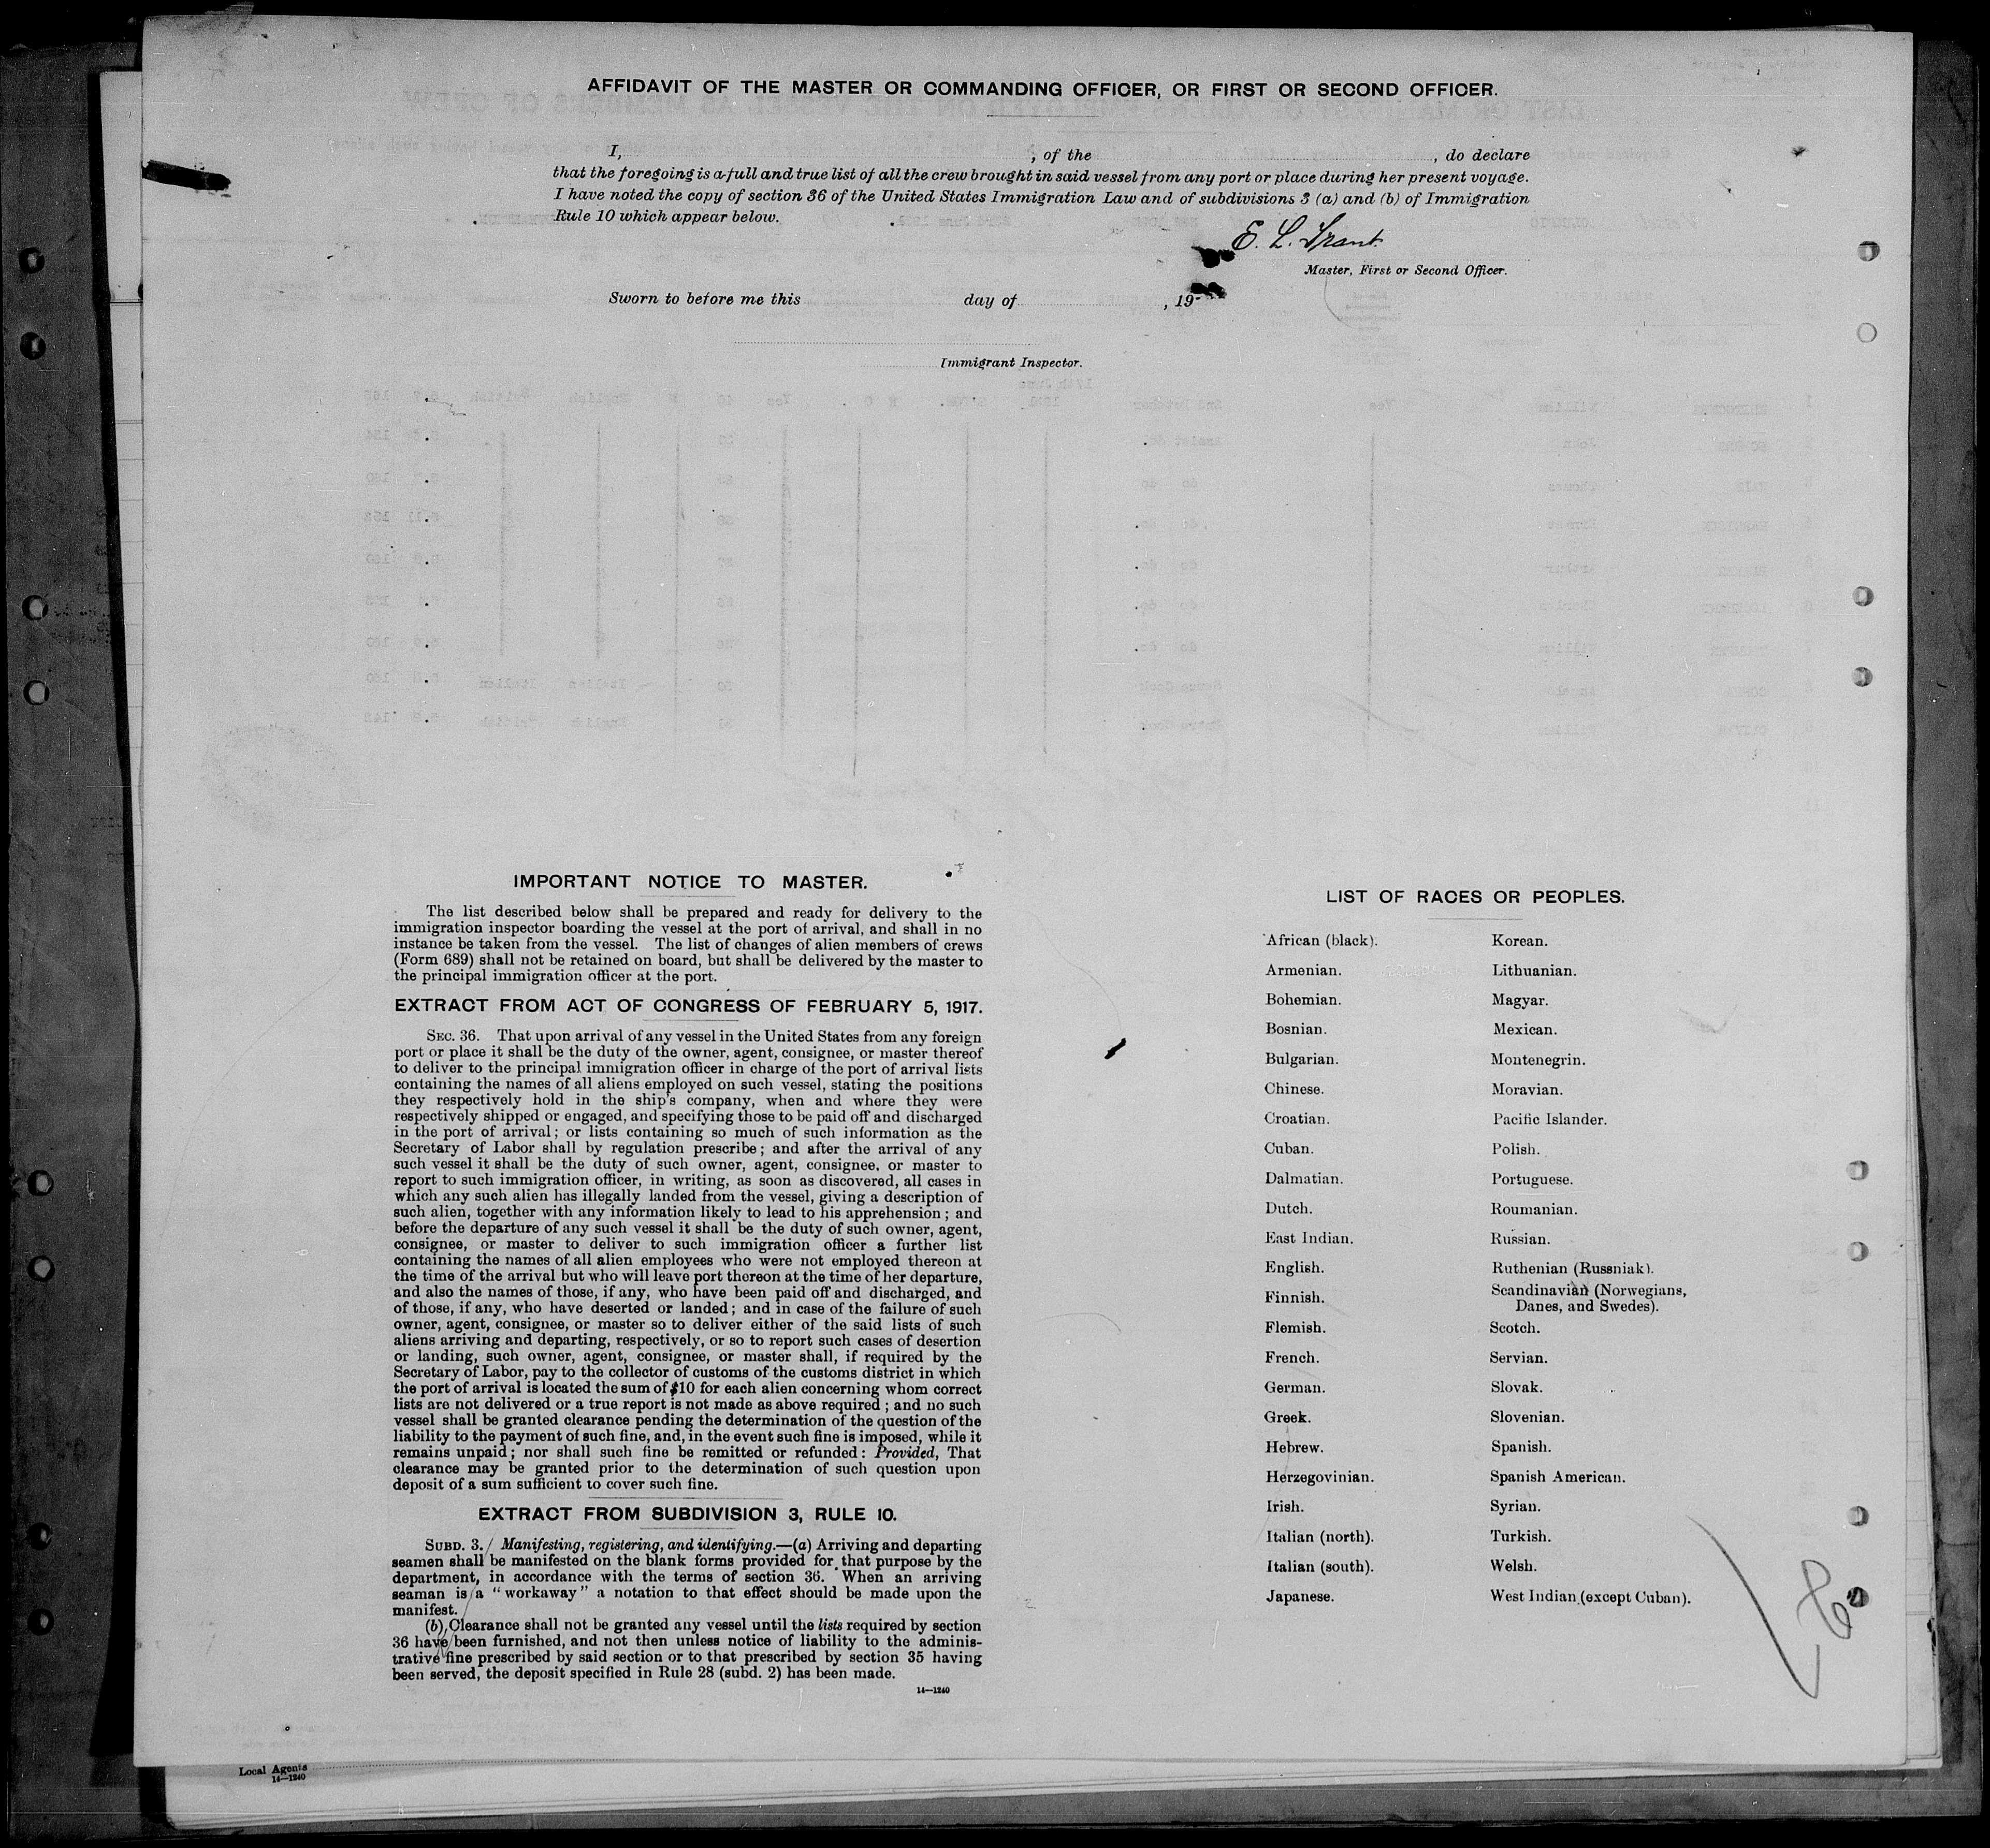 AFFIDAVIT OF THE MASTER OR COMMANDING OFFICER, OR FIRST OR SECOND OFFICER.
I, , of the , do declare
that the foregoing is a full and true list of all the crew brought in said vessel from any port or place during her present voyage.
I have noted the copy of section 36 of the United States Immigration Law and of subdivisions 3 (a) and (b) of Immigration
Rule 10 which appear below.
E. L. Grant
Master, First or Second Officer.
Sworn to before me this day of , 19
Immigrant Inspector.
IMPORTANT NOTICE TO MASTER.
The list described below shall be prepared and ready for delivery to the
immigration inspector boarding the vessel at the port of arrival, and shall in no
instance be taken from the vessel. The list of changes of alien members of crews
(Form 689) shall not be retained on board, but shall be delivered by the master to
the principal immigration officer at the port.
EXTRACT FROM ACT OF CONGRESS OF FEBRUARY 5, 1917.
SEC. 36. That upon arrival of any vessel in the United States from any foreign
port or place it shall be the duty of the owner, agent, consignee, or master thereof
to deliver to the principal immigration officer in charge of the port of arrival lists
containing the names of all aliens employed on such vessel, stating the positions
they respectively hold in the ship's company, when and where they were
respectively shipped or engaged, and specifying those to be paid off and discharged
in the port of arrival; or lists containing so much of such information as the
Secretary of Labor shall by regulation prescribe; and after the arrival of any
such vessel it shall be the duty of such owner, agent, consignee, or master to
report to such immigration officer, in writing, as soon as discovered, all cases in
which any such alien has illegally landed from the vessel, giving a description of
such alien, together with any information likely to lead to his apprehension; and
before the departure of any such vessel it shall be the duty of such owner, agent,
consignee, or master to deliver to such immigration officer a further list
containing the names of all alien employees who were not employed thereon at
the time of the arrival but who will leave port thereon at the time of her departure,
and also the names of those, if any, who have been paid off and discharged, and
of those, if any, who have deserted or landed; and in case of the failure of such
owner, agent, consignee, or master so to deliver either of the said lists of such
aliens arriving and departing, respectively, or so to report such cases of desertion
or landing, such owner, agent, consignee, or master shall, if required by the
Secretary of Labor, pay to the collector of customs of the customs district in which
the port of arrival is located the sum of $10 for each alien concerning whom correct
lists are not delivered or a true report is not made as above required; and no such
vessel shall be granted clearance pending the determination of the question of the
liability to the payment of such fine, and, in the event such fine is imposed, while it
remains unpaid; nor shall such fine be remitted or refunded: Provided, That
clearance may be granted prior to the determination of such question upon
deposit of a sum sufficient to cover such fine.
EXTRACT FROM SUBDIVISION 3, RULE 10.
SUBD. 3. Manifesting, registering, and identifying.—(a) Arriving and departing
seamen shall be manifested on the blank forms provided for that purpose by the
department, in accordance with the terms of section 36. When an arriving
seaman is a "workaway" a notation to that effect should be made upon the
manifest.
(b) Clearance shall not be granted any vessel until the lists required by section
36 have been furnished, and not then unless notice of liability to the adminis-
trative fine prescribed by said section or to that prescribed by section 35 having
been served, the deposit specified in Rule 28 (subd. 2) has been made.
14—1240
LIST OF RACES OR PEOPLES.
African (black).
Armenian.
Bohemian.
Bosnian.
Bulgarian.
Chinese.
Croatian.
Cuban.
Dalmatian.
Dutch.
East Indian.
English.
Finnish.
Flemish.
French.
German.
Greek.
Hebrew.
Herzegovinian.
Irish.
Italian (north).
Italian (south).
Japanese.
Korean.
Lithuanian.
Magyar.
Mexican.
Montenegrin.
Moravian.
Pacific Islander.
Polish.
Portuguese.
Roumanian.
Russian.
Ruthenian (Russniak).
Scandinavian (Norwegians,
Danes, and Swedes).
Scotch.
Servian.
Slovak.
Slovenian.
Spanish.
Spanish American.
Syrian.
Turkish.
Welsh.
West Indian (except Cuban).
Local Agents
14—1240